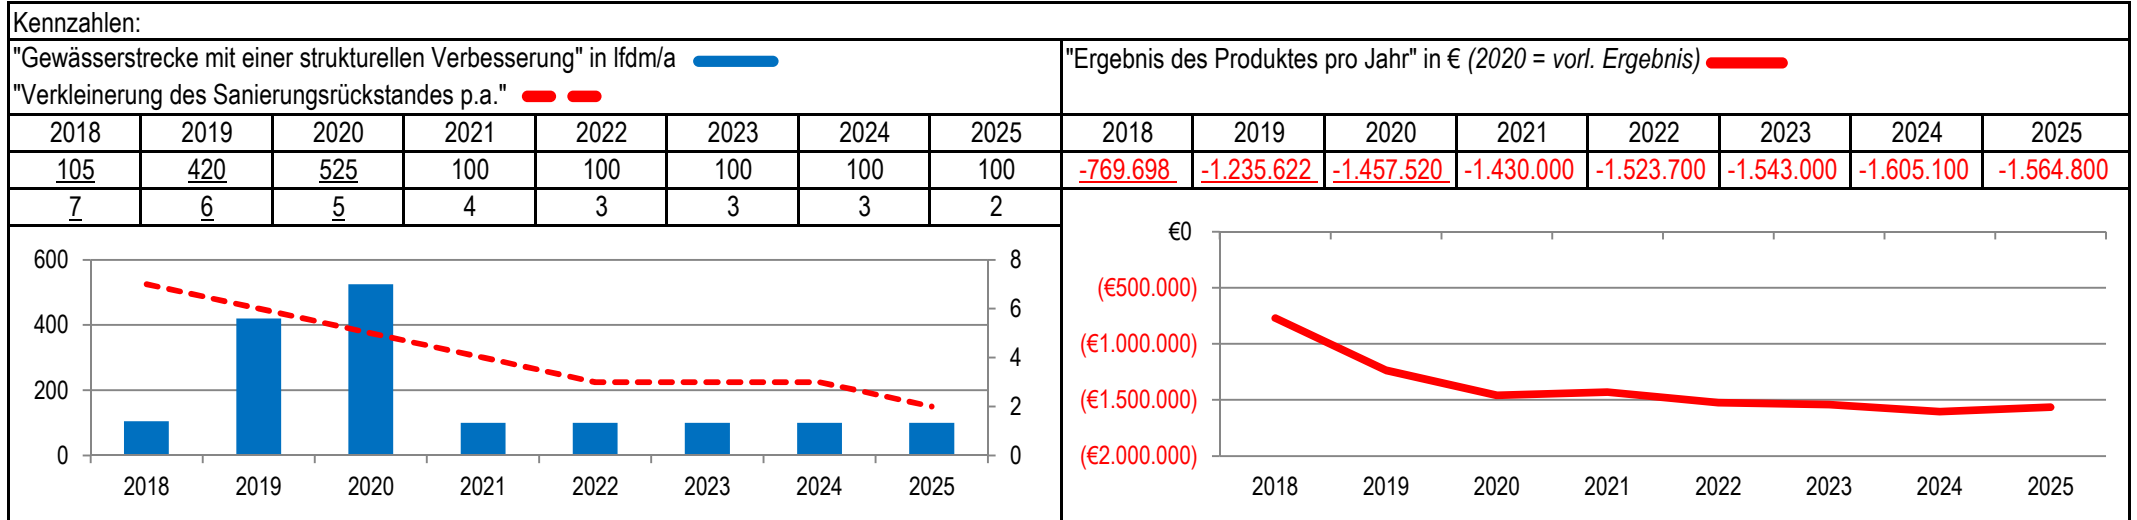 Kennzahlen:
"Gewässerstrecke mit einer strukturellen Verbesserung" in lfdm/a
"Verkleinerung des Sanierungsrückstandes p.a."
2018 2019 2020 2021 2022 2023 2024 2025
105 420 525 100 100 100 100 100
7 6 5 4 3 3 3 2
600
400
200
0
8
6
4
2
0
2018 2019 2020 2021 2022 2023 2024 2025
"Ergebnis des Produktes pro Jahr" in € (2020 = vorl. Ergebnis)
2018 2019 2020 2021 2022 2023 2024 2025
-769.698 -1.235.622 -1.457.520 -1.430.000 -1.523.700 -1.543.000 -1.605.100 -1.564.800
€0
(€500.000)
(€1.000.000)
(€1.500.000)
(€2.000.000)
2018 2019 2020 2021 2022 2023 2024 2025